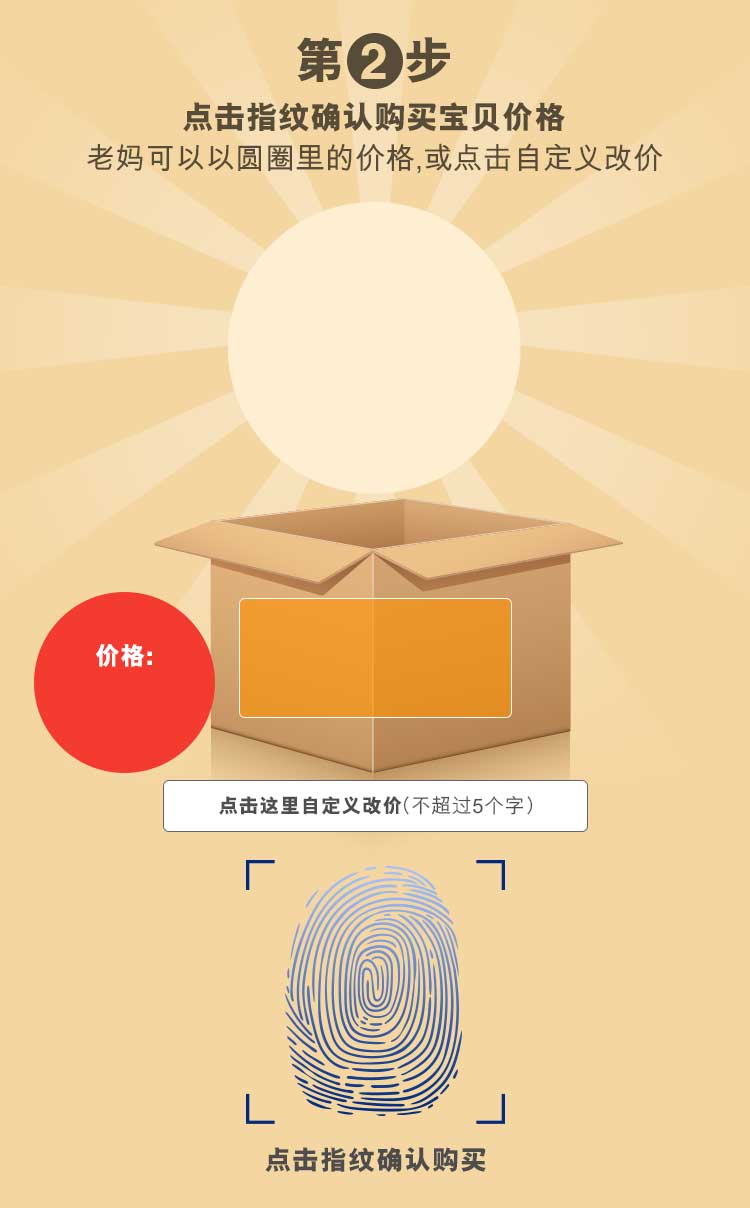 第2步
点击指纹确认购买宝贝价格
老妈可以以圆圈里的价格,或点击自定义改价
价格:
点击这里自定义改价(不超过5个字)
点击指纹确认购买